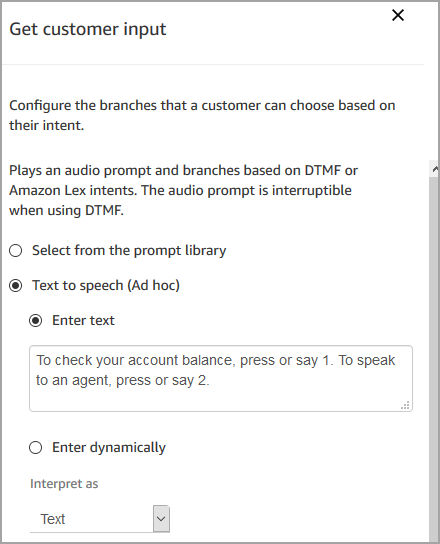 Get customer input
Configure the branches that a customer can choose based on
their intent.
Plays an audio prompt and branches based on DTMF or
Amazon Lex intents. The audio prompt is interruptible
when using DTMF.
Select from the prompt library
Text to speech (Ad hoc)
Enter text
To check your account balance, press or say 1. To speak
to an agent, press or say 2.
Enter dynamically
Interpret as
Text